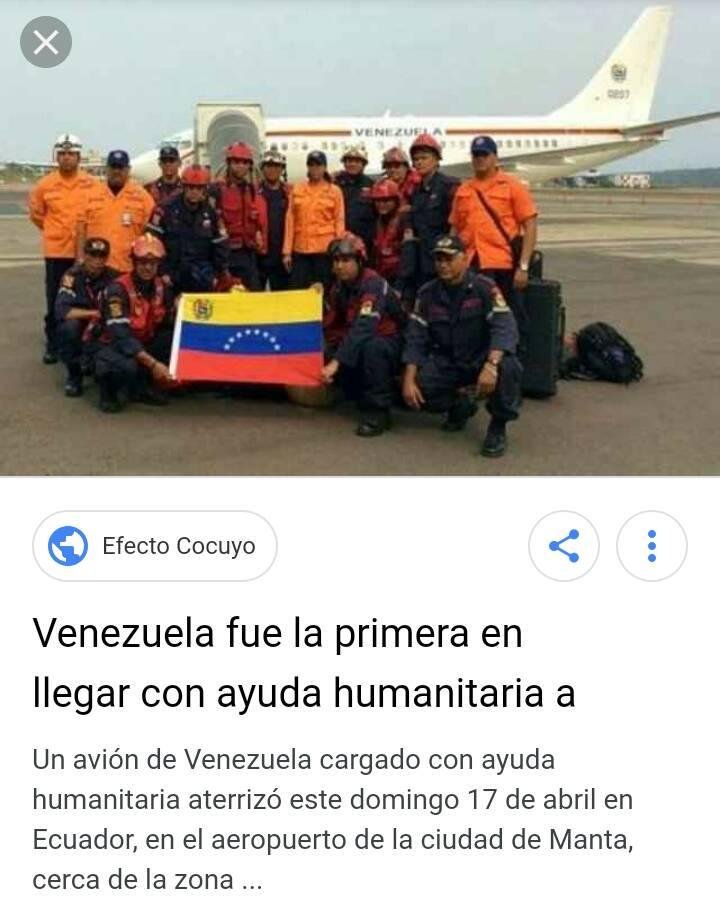 VENEZUELA
0207
Efecto Cocuyo
Venezuela fue la primera en
llegar con ayuda humanitaria a
Un avión de Venezuela cargado con ayuda
humanitaria aterrizó este domingo 17 de abril en
Ecuador, en el aeropuerto de la ciudad de Manta,
cerca de la zona ...